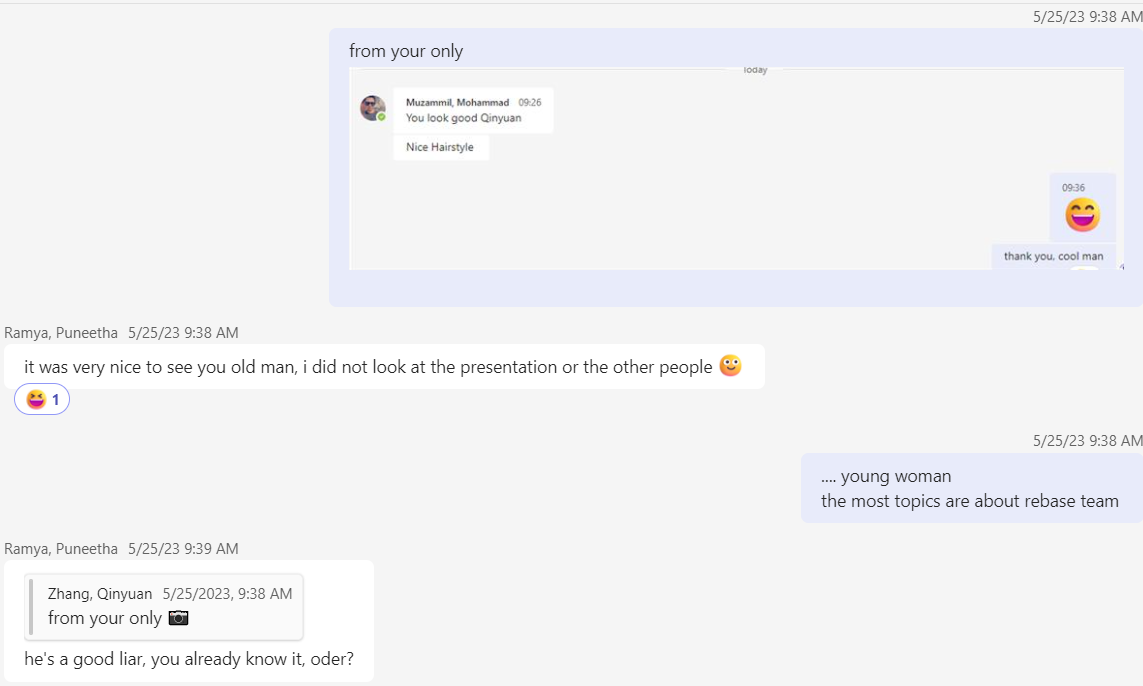 5/25/23 9:38 AM
from your only
Today
Muzammil, Mohammad 09:26
You look good Qinyuan
Nice Hairstyle
09:36
thank you, cool man
Ramya, Puneetha 5/25/23 9:38 AM
it was very nice to see you old man, i did not look at the presentation or the other people
1
5/25/23 9:38 AM
.... young woman
the most topics are about rebase team
Ramya, Puneetha 5/25/23 9:39 AM
Zhang, Qinyuan 5/25/2023, 9:38 AM
from your only
he's a good liar, you already know it, oder?